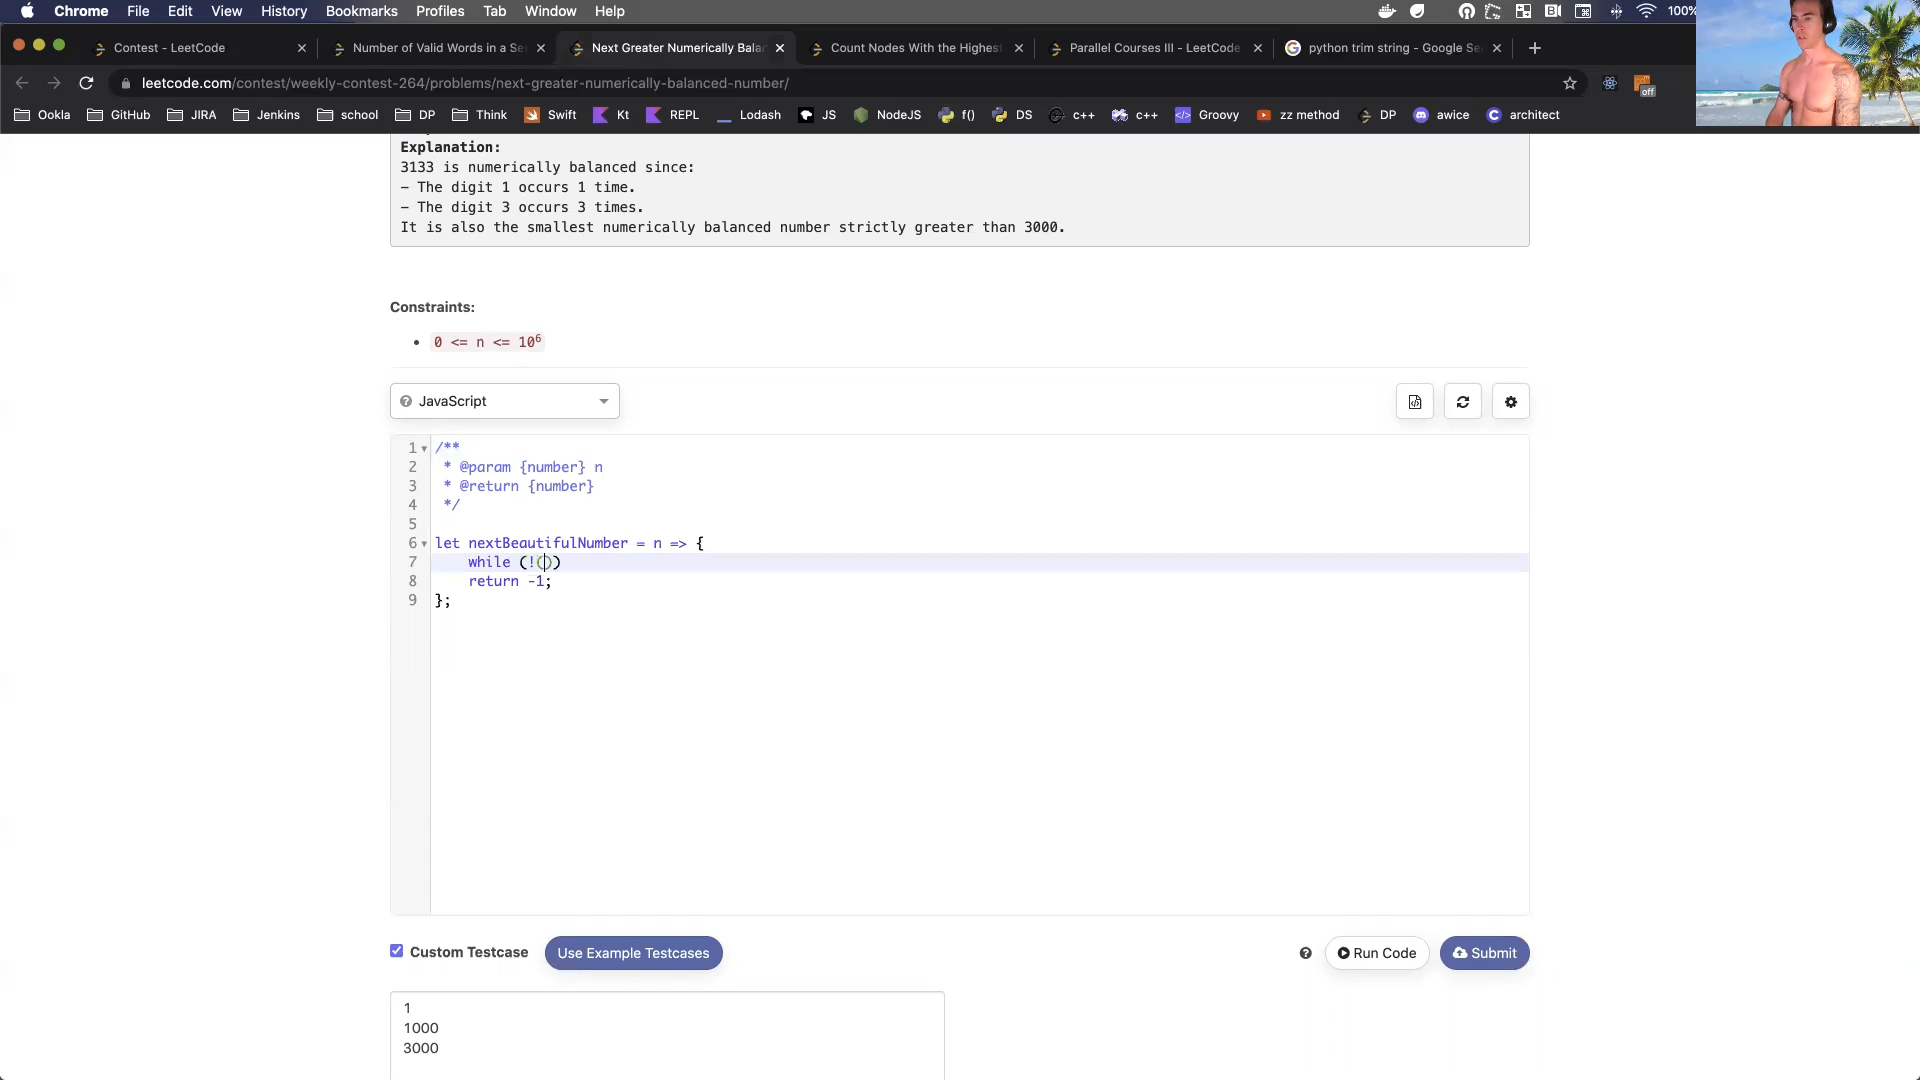 Chrome File Edit View History Bookmarks Profiles Tab Window Help 100%
Contest - LeetCode Number of Valid Words in a Se Next Greater Numerically Bala Count Nodes With the Highest Parallel Courses III - LeetCode python trim string - Google Se
leetcode.com/contest/weekly-contest-264/problems/next-greater-numerically-balanced-number/ off
Ookla GitHub JIRA Jenkins school DP Think Swift Kt REPL Lodash JS NodeJS f() DS c++ c++ Groovy zz method DP awice architect
Explanation:
3133 is numerically balanced since:
- The digit 1 occurs 1 time.
- The digit 3 occurs 3 times.
It is also the smallest numerically balanced number strictly greater than 3000.
Constraints:
• 0 <= n <= 10⁶
JavaScript
1 /**
2 * @param {number} n
3 * @return {number}
4 */
5
6 let nextBeautifulNumber = n => {
7 while (!())
8 return -1;
9 };
Custom Testcase Use Example Testcases Run Code Submit
1
1000
3000